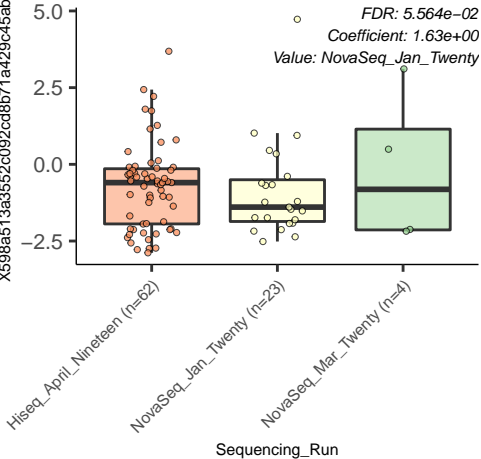 FDR: 5.564e−02
Coefficient: 1.63e+00
Value: NovaSeq_Jan_Twenty
X598a513a3552c092cd8b71a429c45ab
5.0
2.5
0.0
−2.5
Hiseq_April_Nineteen (n=62)
NovaSeq_Jan_Twenty (n=23)
NovaSeq_Mar_Twenty (n=4)
Sequencing_Run